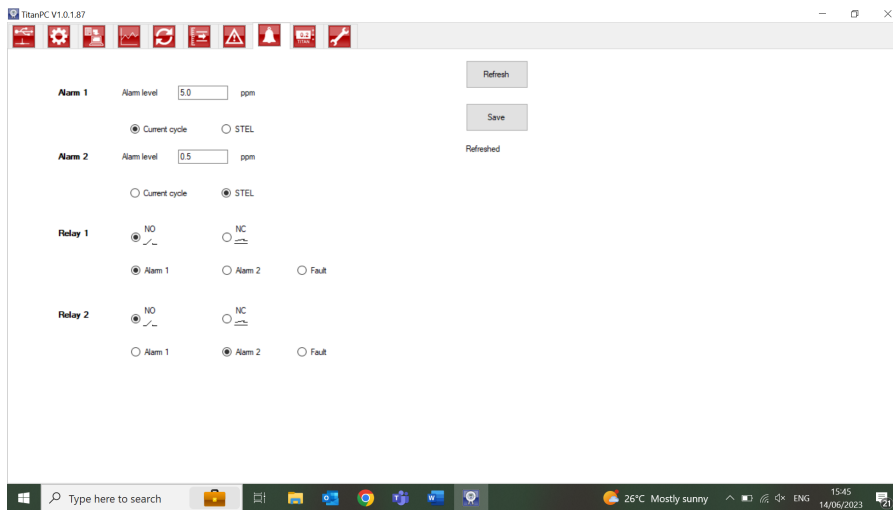 TitanPC V1.0.1.87
Refresh
Alarm 1 Alarm level 5.0 ppm
Save
Current cycle STEL
Refreshed
Alarm 2 Alarm level 0.5 ppm
Current cycle STEL
Relay 1 NO NC
Alarm 1 Alarm 2 Fault
Relay 2 NO NC
Alarm 1 Alarm 2 Fault
Type here to search 26°C Mostly sunny ENG 15:45
14/06/2023 21